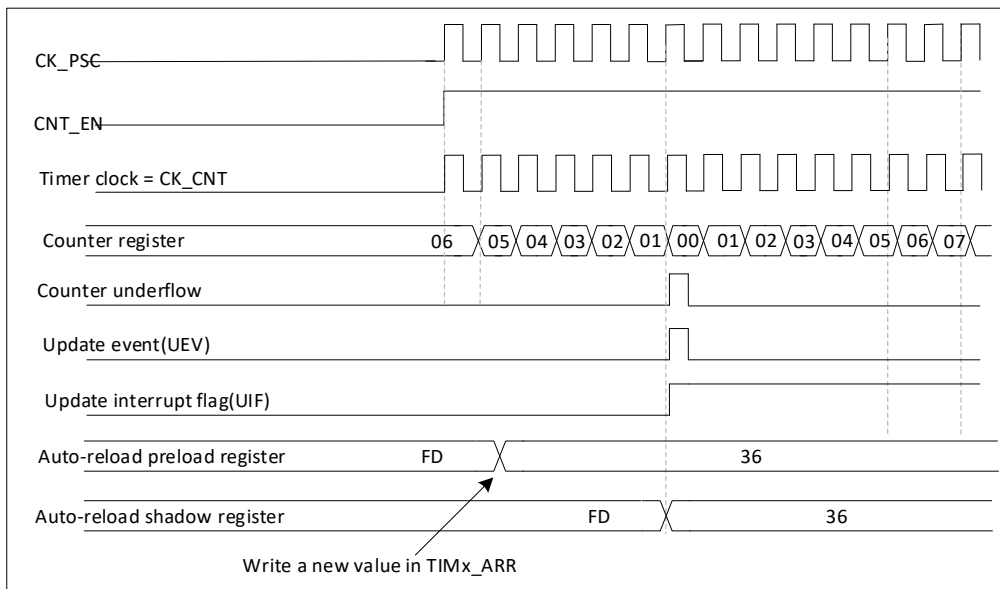 CK_PSC
CNT_EN
Timer clock = CK_CNT
Counter register 06 05 04 03 02 01 00 01 02 03 04 05 06 07
Counter underflow
Update event(UEV)
Update interrupt flag(UIF)
Auto-reload preload register FD 36
Auto-reload shadow register FD 36
Write a new value in TIMx_ARR